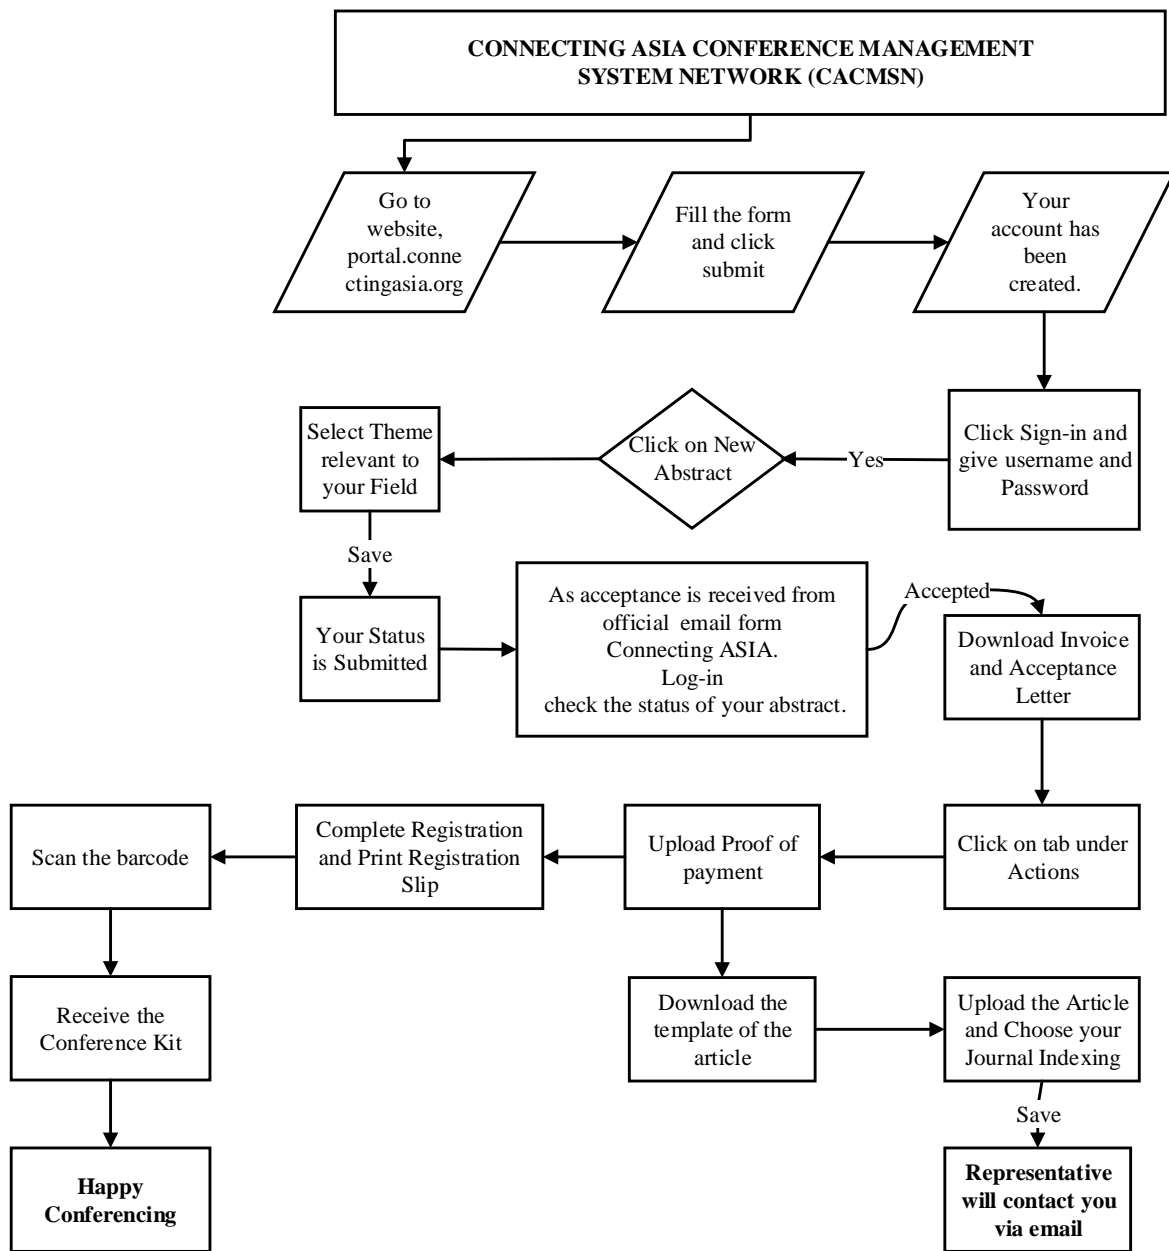 CONNECTING ASIA CONFERENCE MANAGEMENT
SYSTEM NETWORK (CACMSN)
Go to
website,
portal.conne
ctingasia.org
Fill the form
and click
submit
Your
account has
been
created.
Click Sign-in and
give username and
Password
Yes
Click on New
Abstract
Select Theme
relevant to
your Field
Save
Your Status
is Submitted
As acceptance is received from
official email form
Connecting ASIA.
Log-in
check the status of your abstract.
Accepted
Download Invoice
and Acceptance
Letter
Click on tab under
Actions
Upload Proof of
payment
Complete Registration
and Print Registration
Slip
Scan the barcode
Receive the
Conference Kit
Happy
Conferencing
Download the
template of the
article
Upload the Article
and Choose your
Journal Indexing
Save
Representative
will contact you
via email